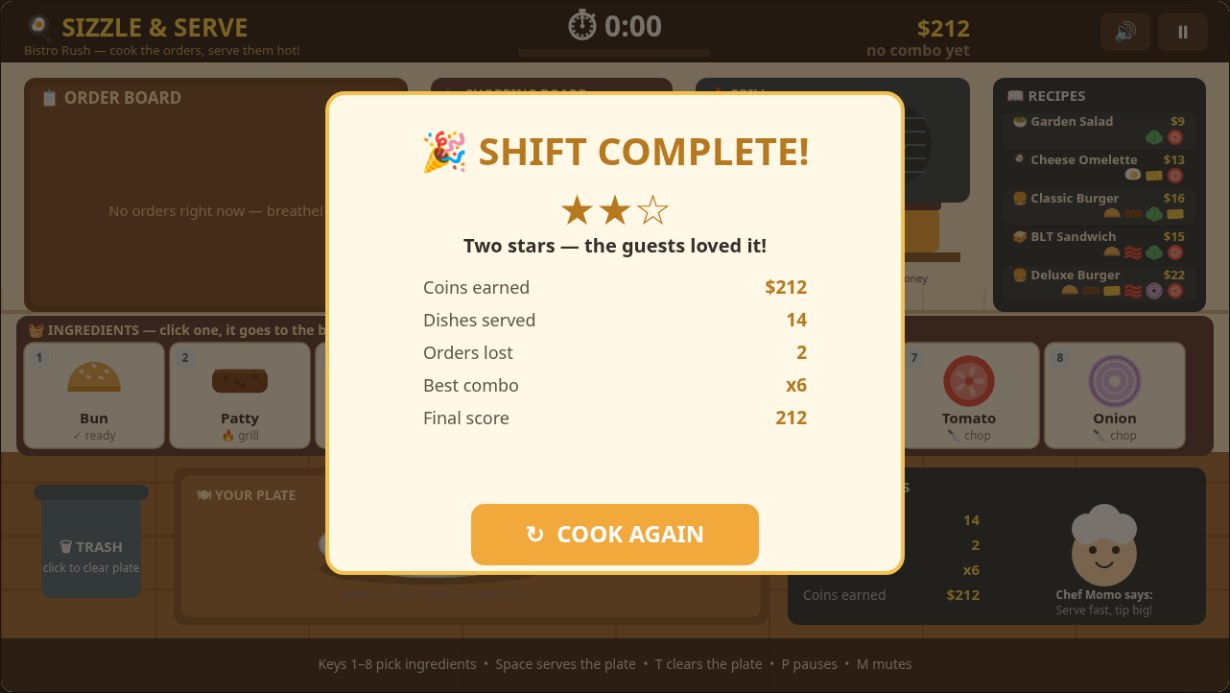 🍳 SIZZLE & SERVE
Bistro Rush — cook the orders, serve them hot!
0:00
$212
no combo yet
ORDER BOARD
No orders right now — breathe!
RECIPES
Garden Salad $9
Cheese Omelette $13
Classic Burger $16
BLT Sandwich $15
Deluxe Burger $22
SHIFT COMPLETE!
★★☆
Two stars — the guests loved it!
Coins earned $212
Dishes served 14
Orders lost 2
Best combo x6
Final score 212
↻ COOK AGAIN
INGREDIENTS — click one, it goes to the b
1
Bun
✓ ready
2
Patty
grill
7
Tomato
chop
8
Onion
chop
TRASH
click to clear plate
YOUR PLATE
14
2
x6
Coins earned $212
Chef Momo says:
Serve fast, tip big!
Keys 1–8 pick ingredients • Space serves the plate • T clears the plate • P pauses • M mutes